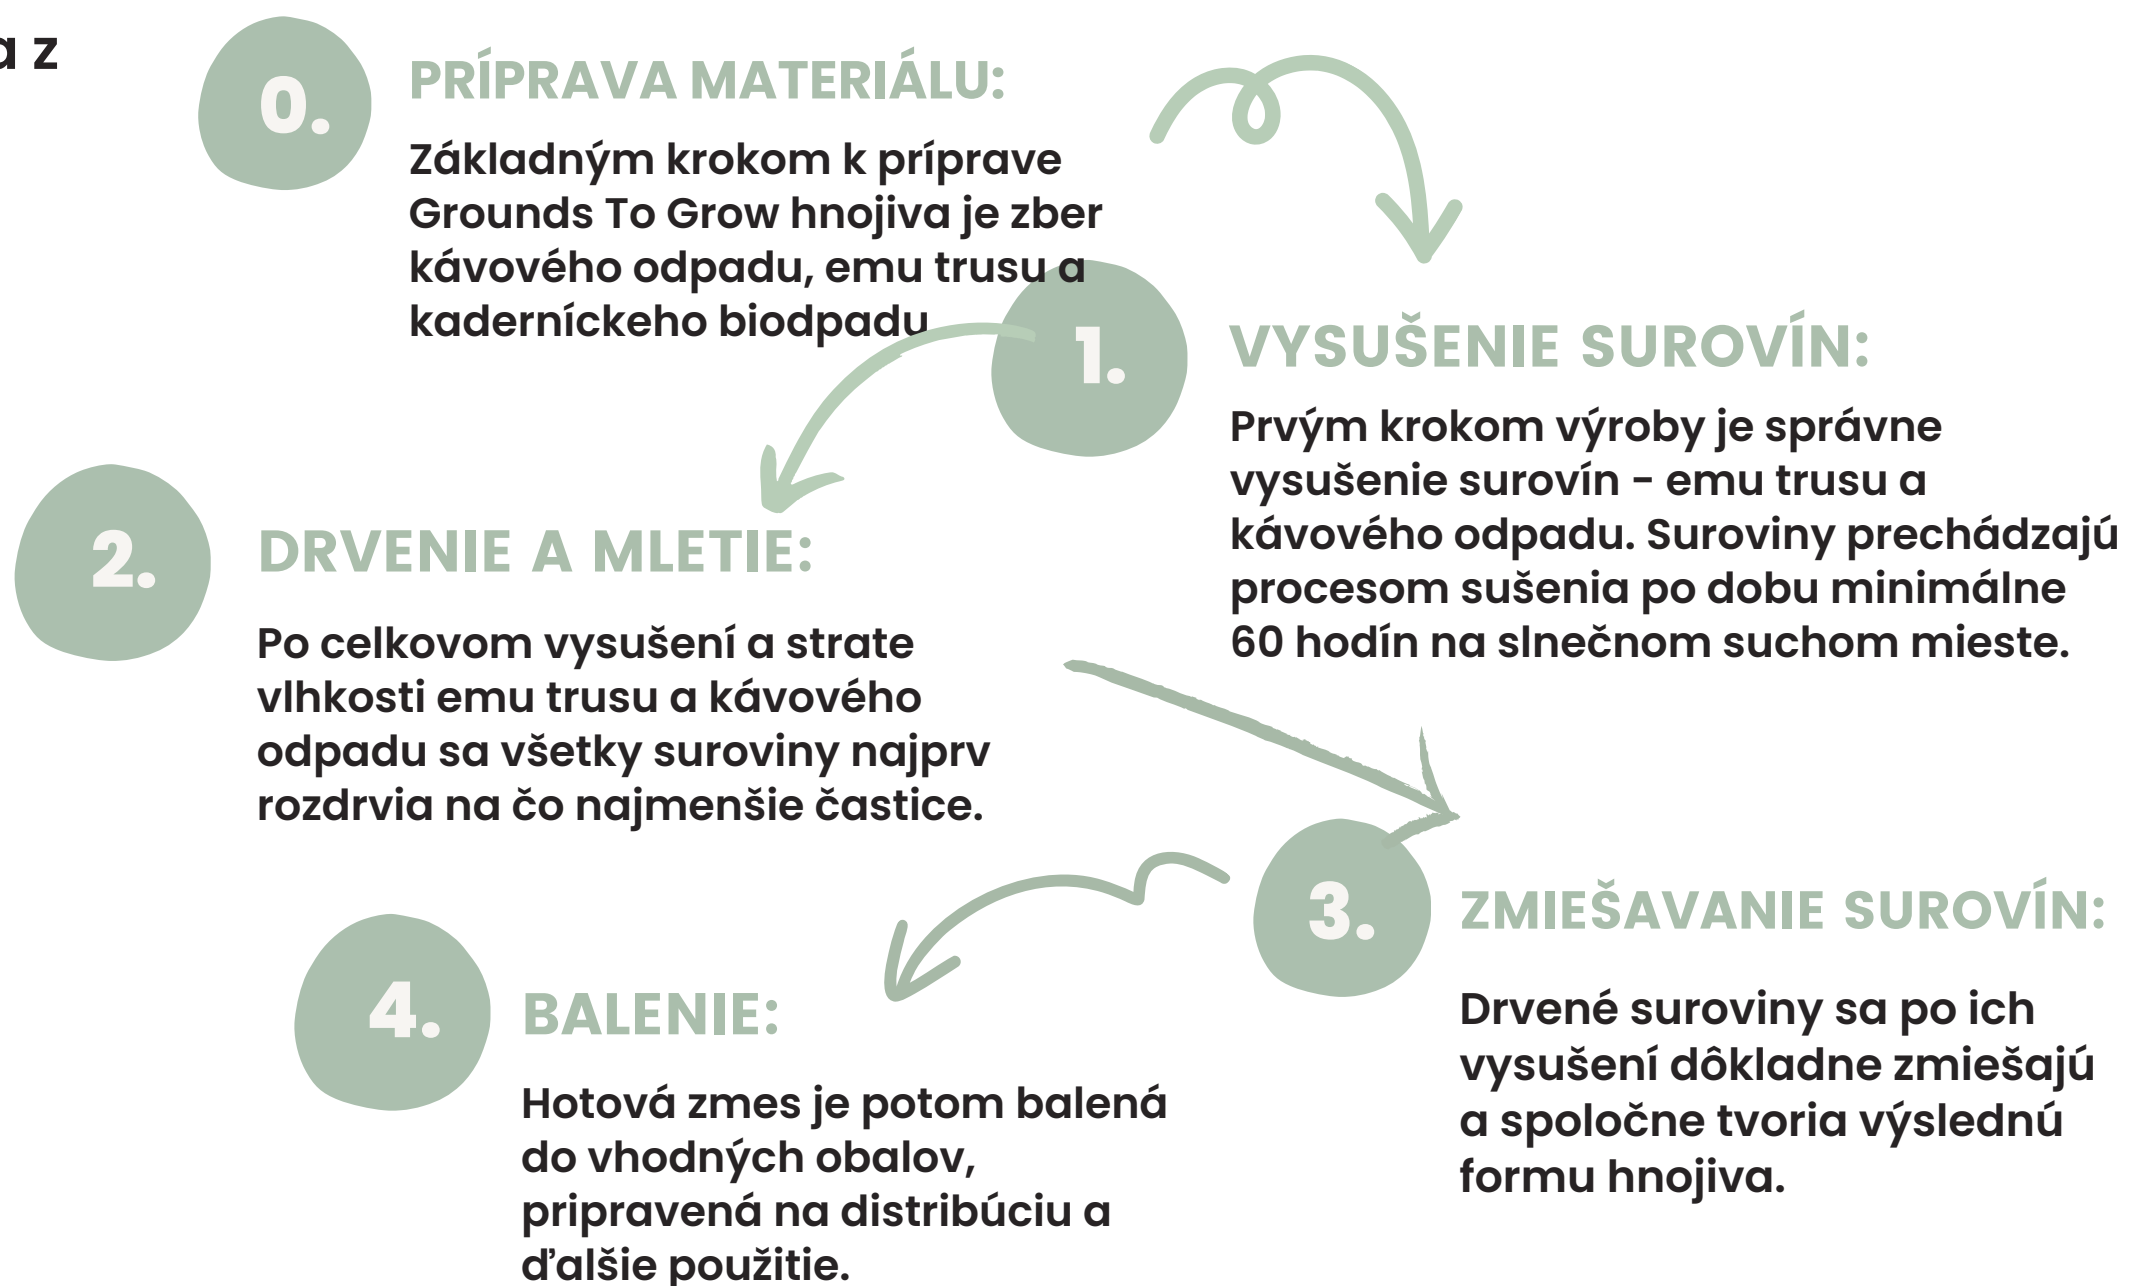 a z
0.
PRÍPRAVA MATERIÁLU:
Základným krokom k príprave
Grounds To Grow hnojiva je zber
kávového odpadu, emu trusu a
kaderníckeho biodpadu
1.
VYSUŠENIE SUROVÍN:
Prvým krokom výroby je správne
vysušenie surovín - emu trusu a
kávového odpadu. Suroviny prechádzajú
procesom sušenia po dobu minimálne
60 hodín na slnečnom suchom mieste.
2.
DRVENIE A MLETIE:
Po celkovom vysušení a strate
vlhkosti emu trusu a kávového
odpadu sa všetky suroviny najprv
rozdrvia na čo najmenšie častice.
3.
ZMIEŠAVANIE SUROVÍN:
Drvené suroviny sa po ich
vysušení dôkladne zmiešajú
a spoločne tvoria výslednú
formu hnojiva.
4.
BALENIE:
Hotová zmes je potom balená
do vhodných obalov,
pripravená na distribúciu a
ďalšie použitie.